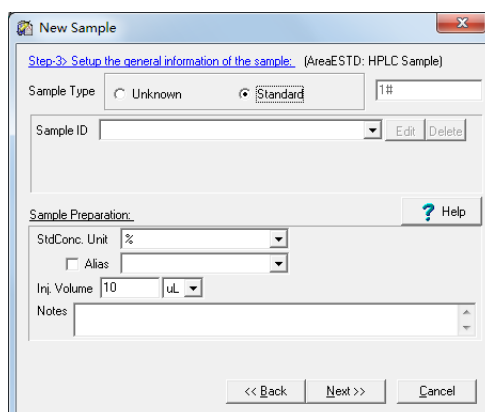 New Sample
Step-3> Setup the general information of the sample: (AreaESTD: HPLC Sample)
Sample Type Unknown Standard 1#
Sample ID Edit Delete
Sample Preparation: ? Help
StdConc. Unit %
Alias
Inj. Volume 10 uL
Notes
<< Back Next >> Cancel